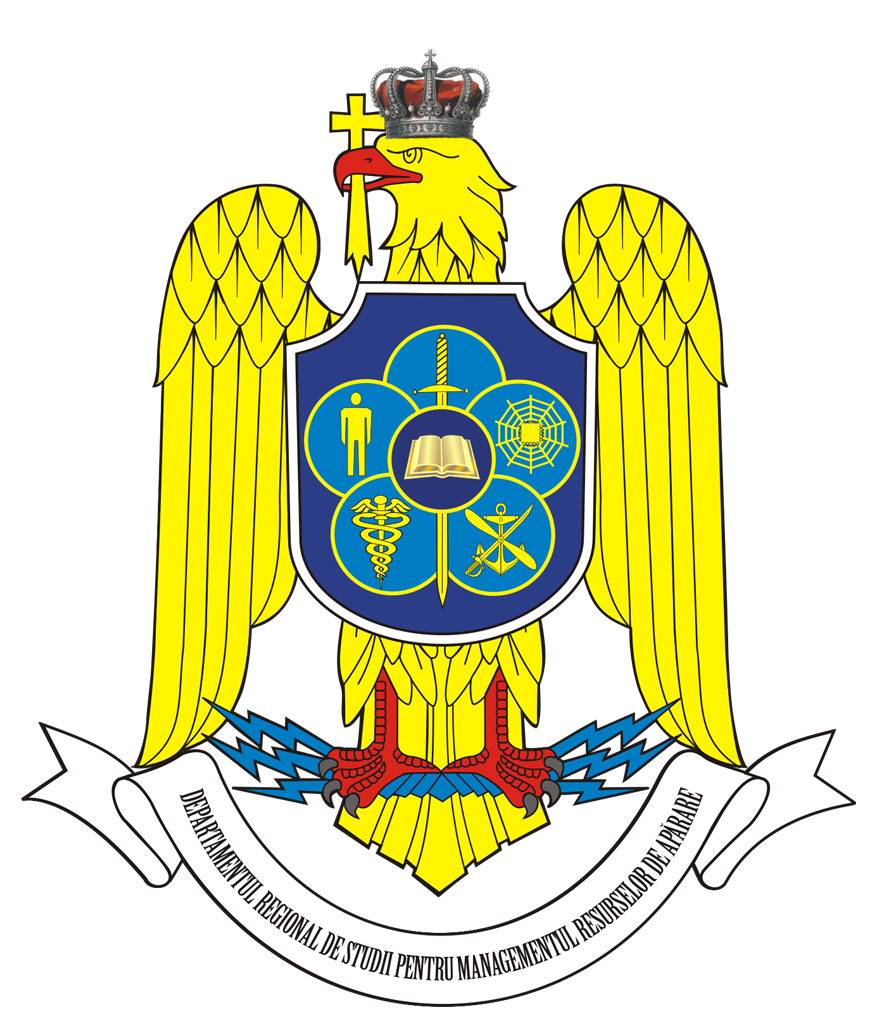 DEPARTAMENTUL REGIONAL DE STUDII PENTRU MANAGEMENTUL RESURSELOR DE APĂRARE